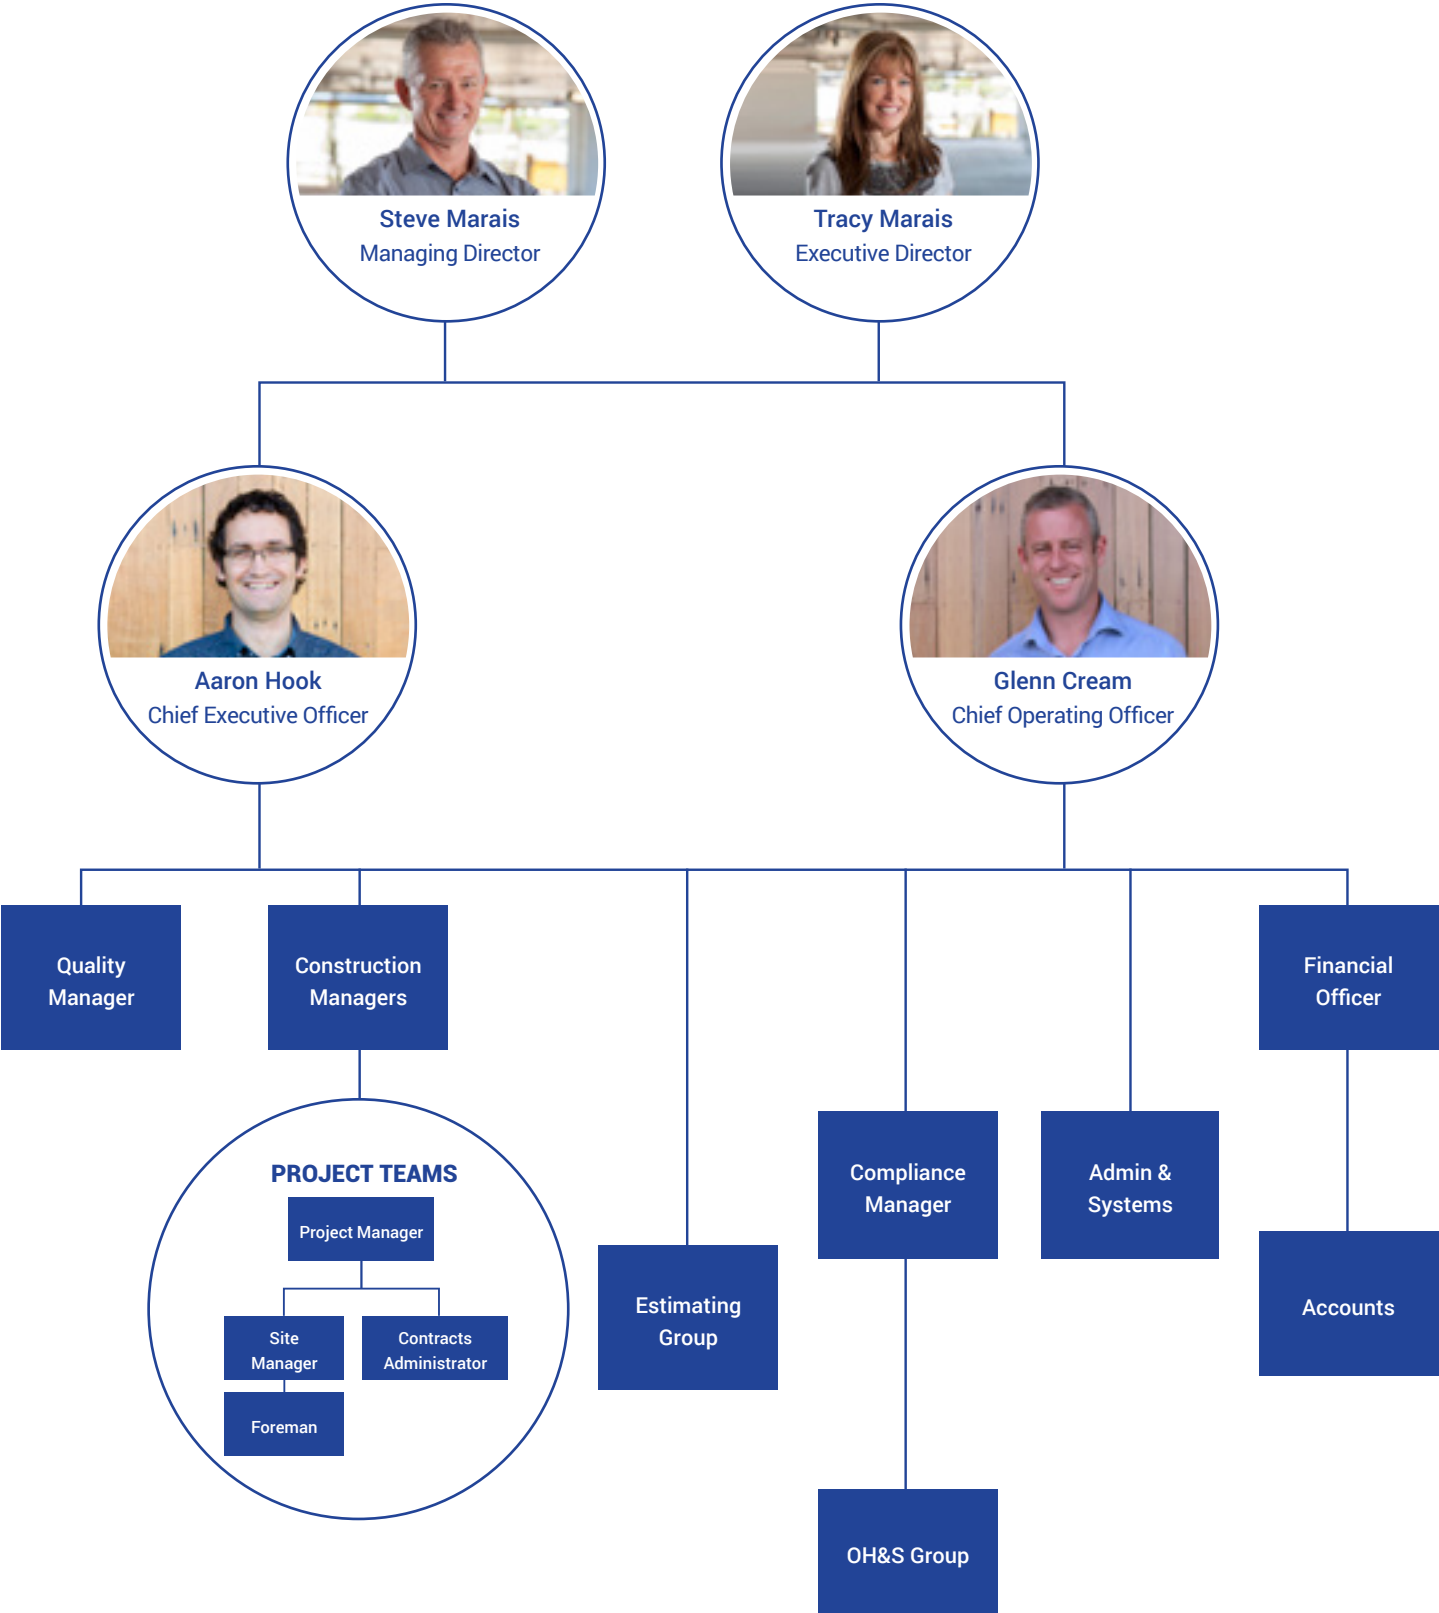 Steve Marais
Managing Director
Tracy Marais
Executive Director
Aaron Hook
Chief Executive Officer
Glenn Cream
Chief Operating Officer
Quality
Manager
Construction
Managers
Financial
Officer
PROJECT TEAMS
Project Manager
Site
Manager
Contracts
Administrator
Foreman
Estimating
Group
Compliance
Manager
Admin &
Systems
Accounts
OH&S Group